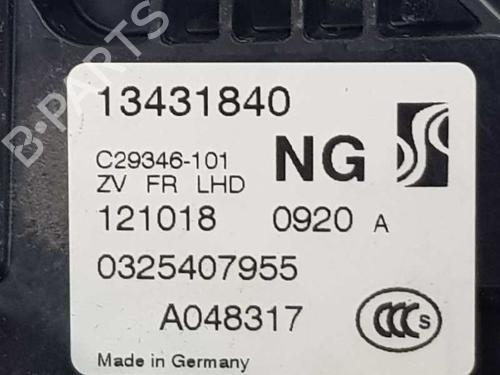 B-PARTS
13431840
C29346-101 NG
ZV FR LHD
121018 0920 A
0325407955
A048317
CCC S
Made in Germany